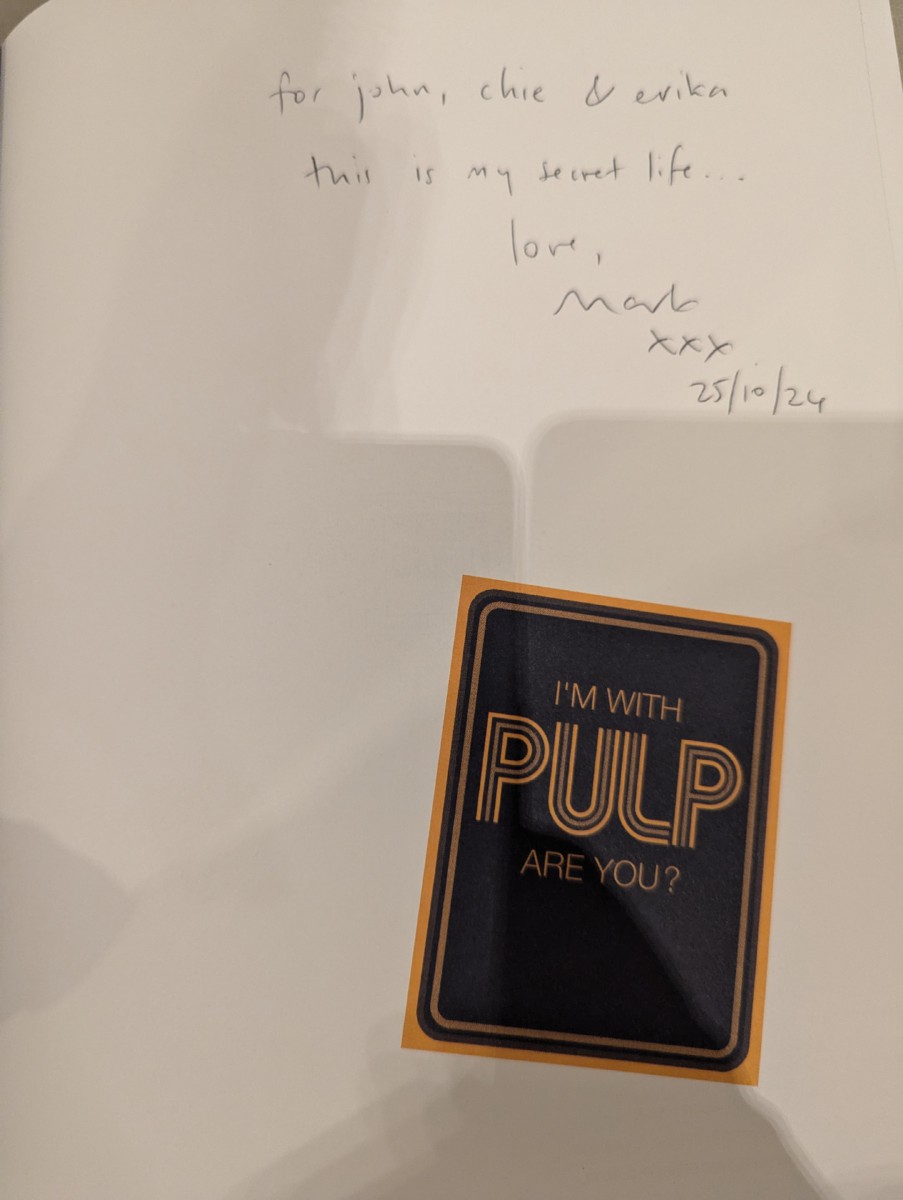 for john, chie & erika
this is my secret life...
love,
Mark
xxx
25/10/24
I'M WITH
PULP
ARE YOU?